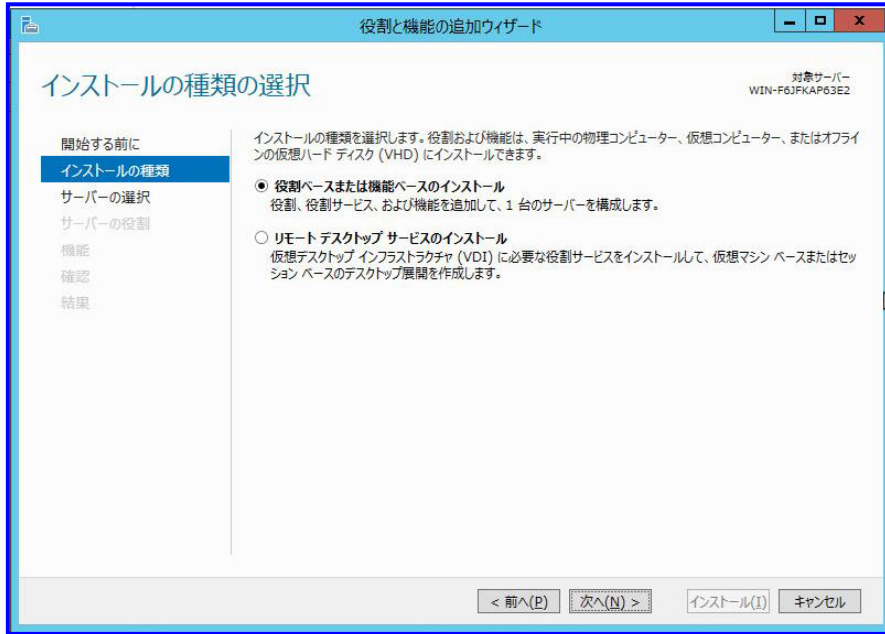 役割と機能の追加ウィザード
インストールの種類の選択
対象サーバー
WIN-F6JFKAP63E2
開始する前に
インストールの種類
サーバーの選択
サーバーの役割
機能
確認
結果
インストールの種類を選択します。役割および機能は、実行中の物理コンピューター、仮想コンピューター、またはオフライ
ンの仮想ハード ディスク (VHD) にインストールできます。
役割ベースまたは機能ベースのインストール
役割、役割サービス、および機能を追加して、1 台のサーバーを構成します。
リモート デスクトップ サービスのインストール
仮想デスクトップ インフラストラクチャ (VDI) に必要な役割サービスをインストールして、仮想マシン ベースまたはセッ
ション ベースのデスクトップ展開を作成します。
< 前へ(P) 次へ(N) > インストール(I) キャンセル